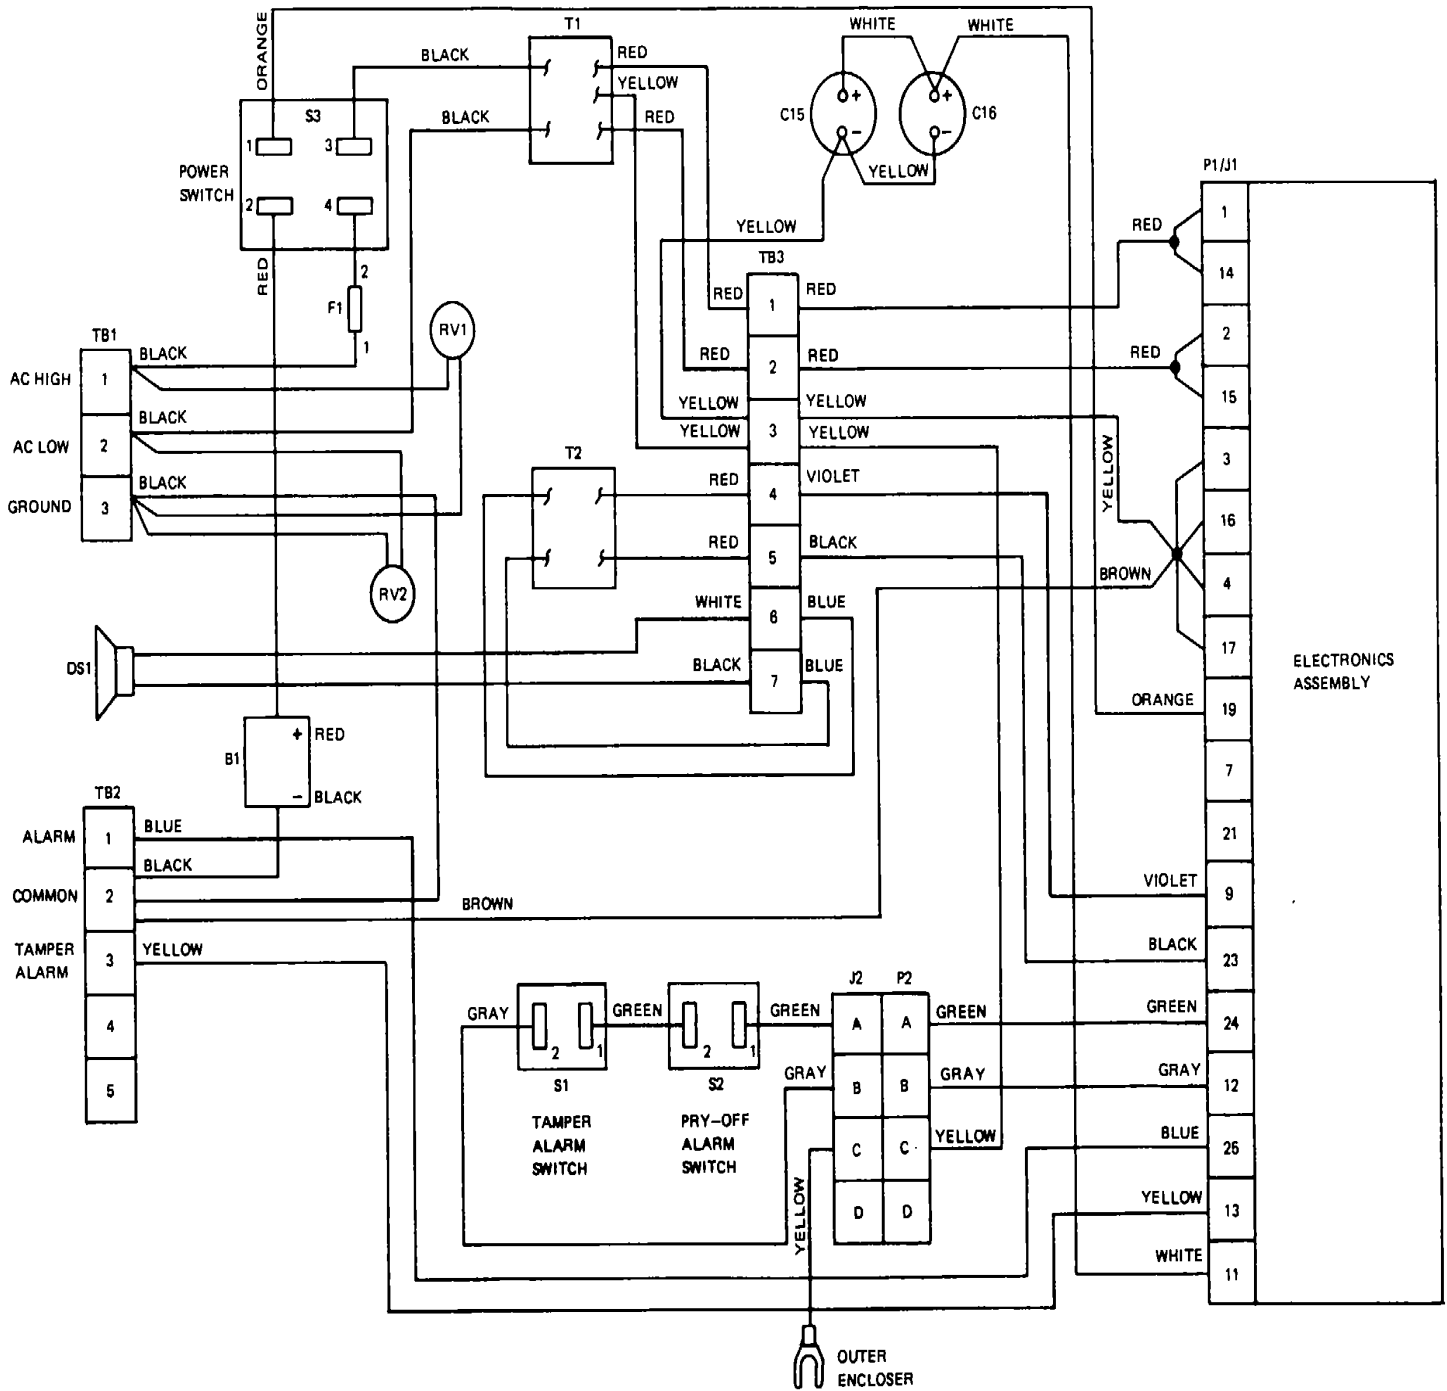 ORANGE
T1
WHITE
WHITE
BLACK
RED
YELLOW
S3
C15
+
+
C16
BLACK
RED
1
3
-
-
POWER
SWITCH
YELLOW
P1/J1
2
4
YELLOW
1
RED
RED
TB3
14
2
F1
RED
1
RED
RV1
2
TB1
1
BLACK
RED
2
RED
RED
AC HIGH
1
15
BLACK
YELLOW
YELLOW
AC LOW
2
YELLOW
3
YELLOW
T2
3
BLACK
RED
4
VIOLET
YELLOW
GROUND
3
16
RED
5
BLACK
BROWN
4
RV2
WHITE
6
BLUE
17
DS1
BLACK
7
BLUE
ELECTRONICS
ASSEMBLY
ORANGE
19
+
RED
B1
7
-
BLACK
TB2
ALARM
1
BLUE
21
BLACK
COMMON
2
VIOLET
9
BROWN
TAMPER
ALARM
3
YELLOW
BLACK
23
J2
P2
GRAY
GREEN
GREEN
A
A
GREEN
GREEN
24
4
2
1
2
1
S1
S2
GRAY
B
B
GRAY
GRAY
12
5
TAMPER
ALARM
SWITCH
PRY-OFF
ALARM
SWITCH
C
C
YELLOW
BLUE
26
YELLOW
D
D
YELLOW
13
WHITE
11
OUTER
ENCLOSER